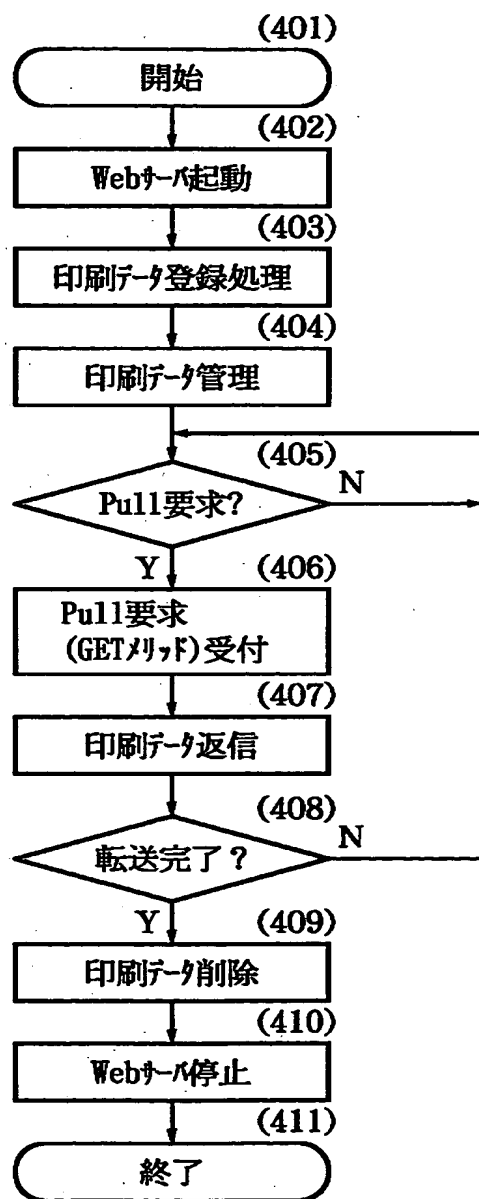 (401)
開始
(402)
Webｻｰﾊﾞ起動
(403)
印刷ﾃﾞｰﾀ登録処理
(404)
印刷ﾃﾞｰﾀ管理
(405)
Pull要求?
N
Y
(406)
Pull要求
(GETﾒﾘｯﾄﾞ)受付
(407)
印刷ﾃﾞｰﾀ返信
(408)
転送完了？
N
Y
(409)
印刷ﾃﾞｰﾀ削除
(410)
Webｻｰﾊﾞ停止
(411)
終了